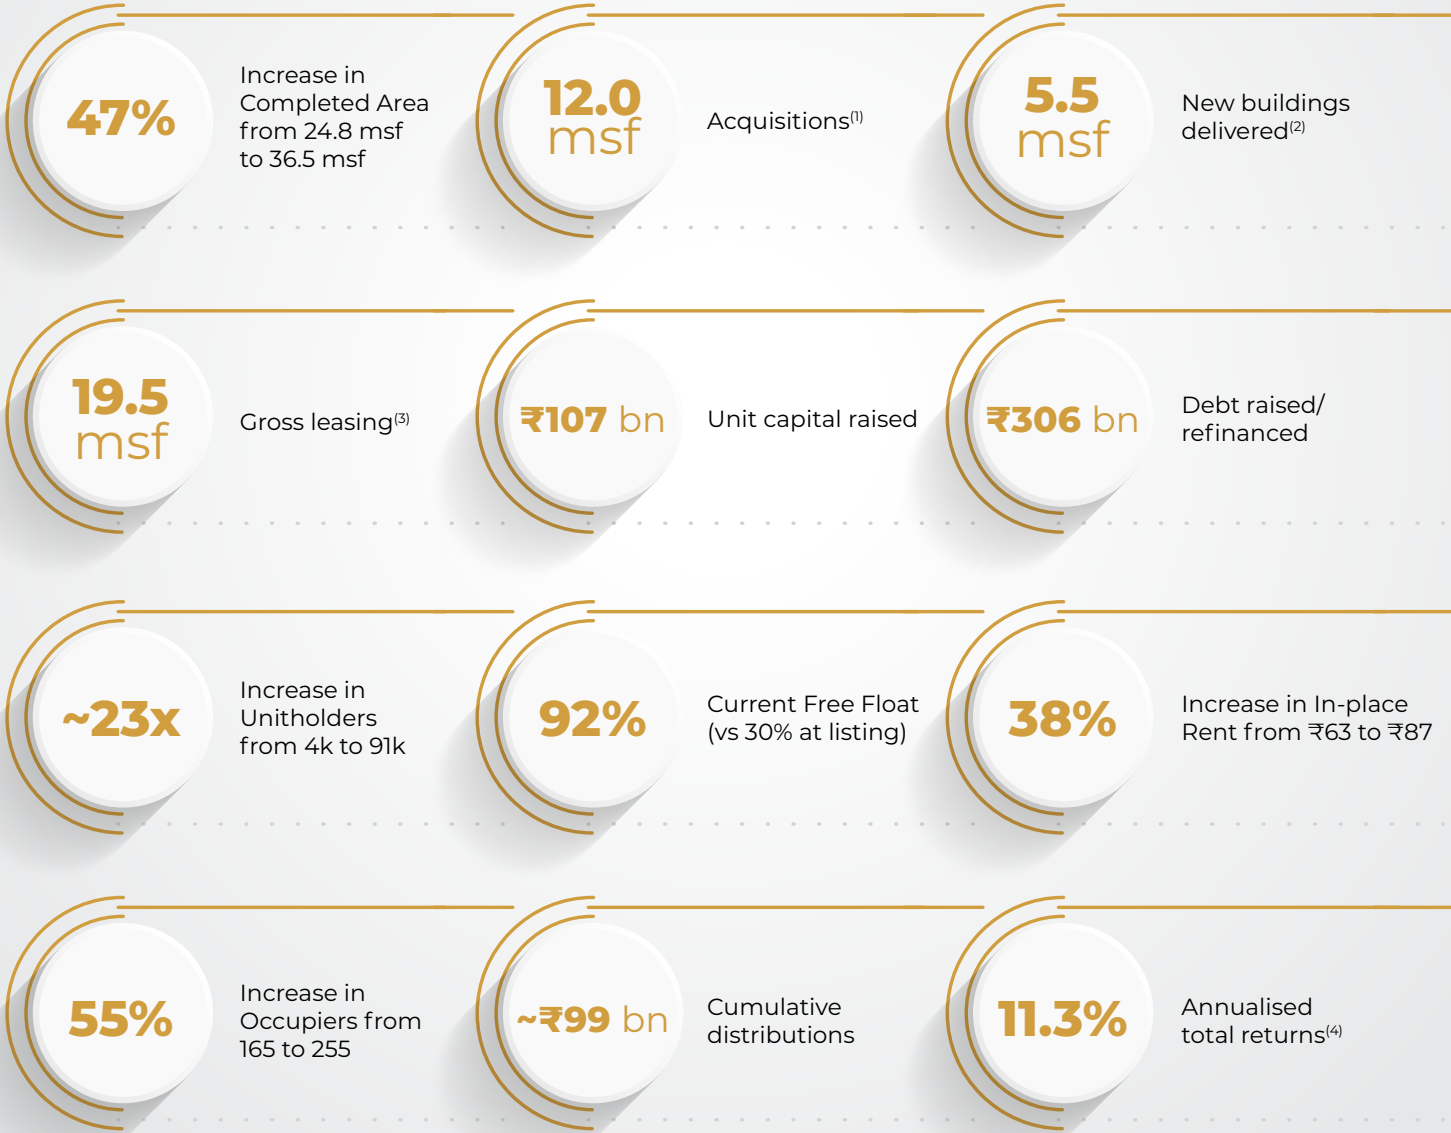 47%
Increase in
Completed Area
from 24.8 msf
to 36.5 msf
12.0
msf
Acquisitions(1)
5.5
msf
New buildings
delivered(2)
19.5
msf
Gross leasing(3)
₹107 bn
Unit capital raised
₹306 bn
Debt raised/
refinanced
~23x
Increase in
Unitholders
from 4k to 91k
92%
Current Free Float
(vs 30% at listing)
38%
Increase in In-place
Rent from ₹63 to ₹87
55%
Increase in
Occupiers from
165 to 255
~₹99 bn
Cumulative
distributions
11.3%
Annualised
total returns(4)